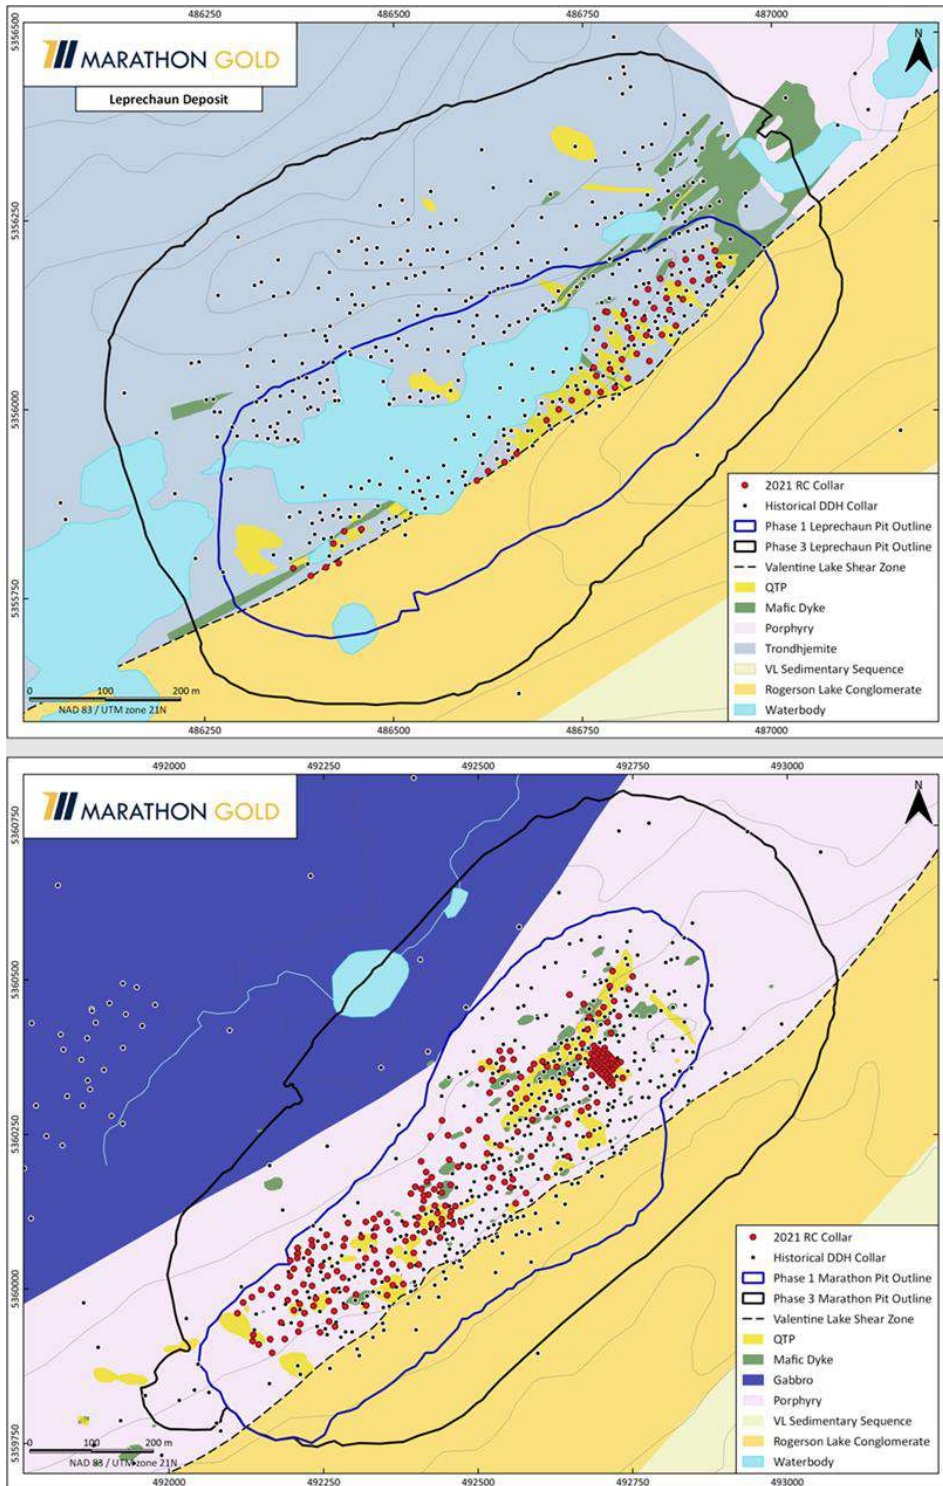 486250 486500 486750 487000
5356500
N
MARATHON GOLD
Leprechaun Deposit
5356250
5356000
5355750
2021 RC Collar
Historical DDH Collar
Phase 1 Leprechaun Pit Outline
Phase 3 Leprechaun Pit Outline
Valentine Lake Shear Zone
QTP
Mafic Dyke
Porphyry
Trondhjemite
VL Sedimentary Sequence
Rogerson Lake Conglomerate
Waterbody
0 100 200 m
NAD 83 / UTM zone 21N
486250 486500 486750 487000
492000 492250 492500 492750 493000
N
MARATHON GOLD
5360750
5360500
5360250
5360000
5359750
2021 RC Collar
Historical DDH Collar
Phase 1 Marathon Pit Outline
Phase 3 Marathon Pit Outline
Valentine Lake Shear Zone
QTP
Mafic Dyke
Gabbro
Porphyry
VL Sedimentary Sequence
Rogerson Lake Conglomerate
Waterbody
0 100 200 m
NAD 83 / UTM zone 21N
492000 492250 492500 492750 493000